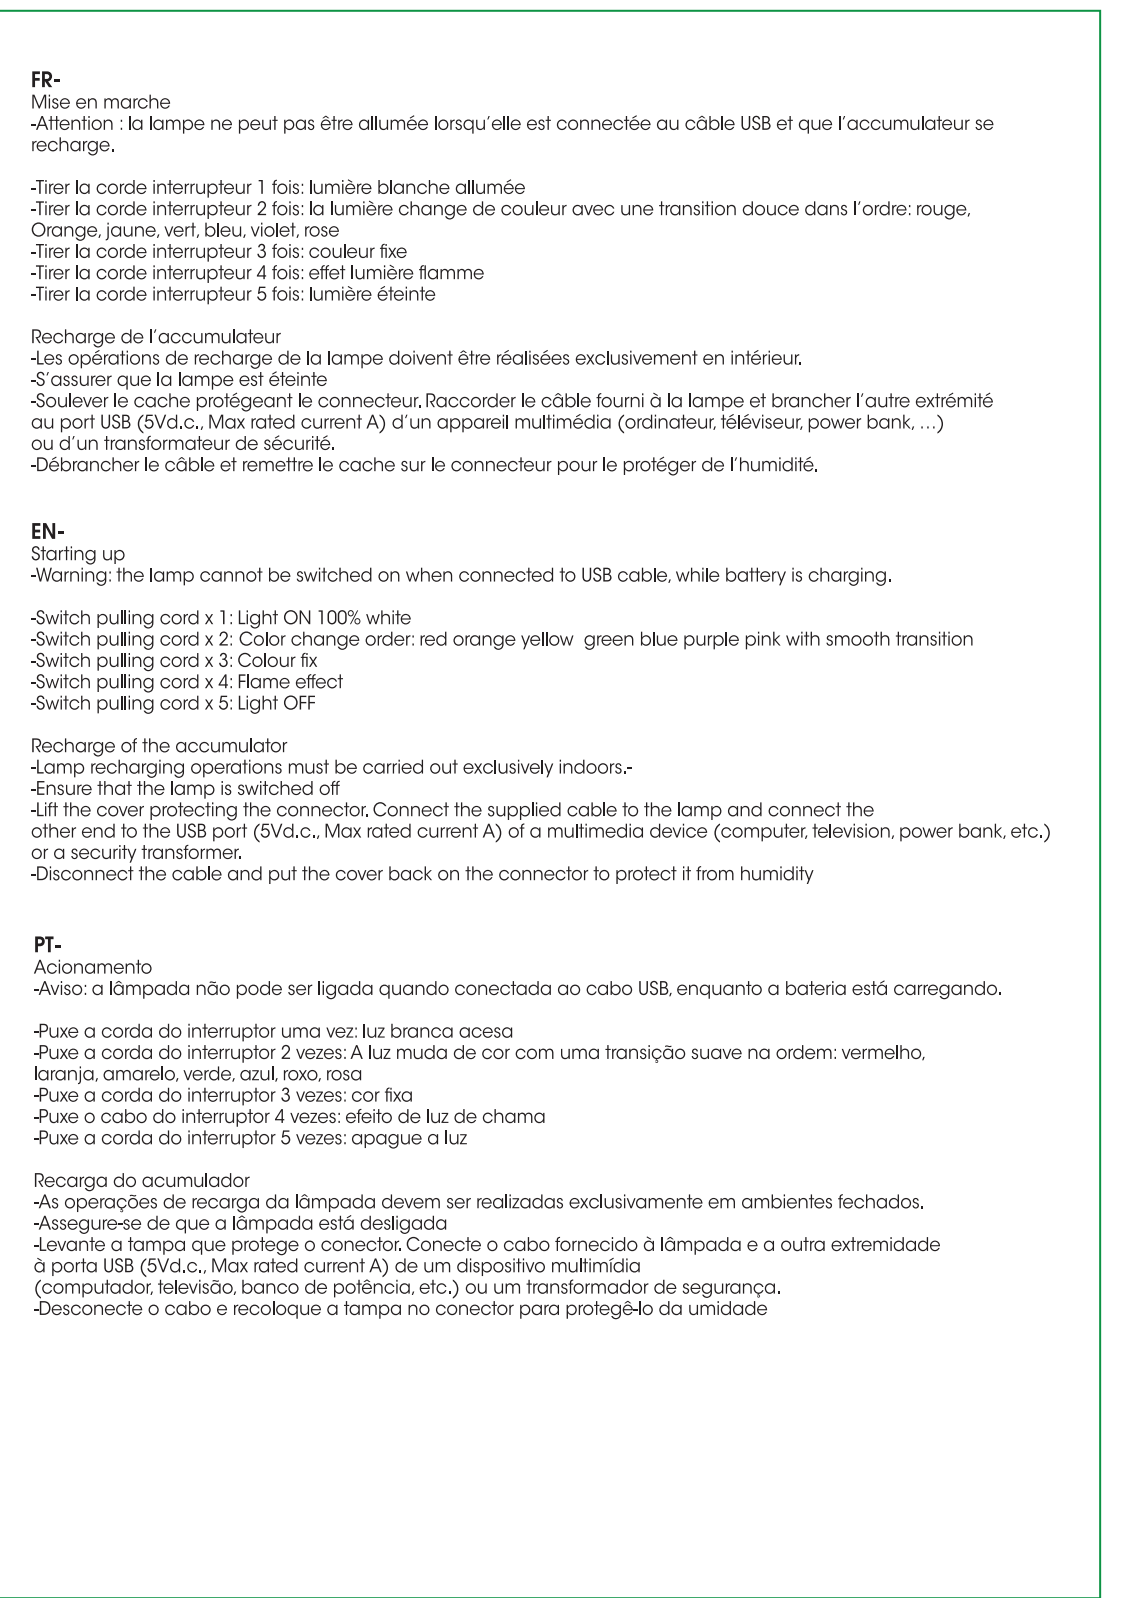 FR-
Mise en marche
-Attention : la lampe ne peut pas être allumée lorsqu'elle est connectée au câble USB et que l'accumulateur se
recharge.
-Tirer la corde interrupteur 1 fois: lumière blanche allumée
-Tirer la corde interrupteur 2 fois: la lumière change de couleur avec une transition douce dans l'ordre: rouge,
Orange, jaune, vert, bleu, violet, rose
-Tirer la corde interrupteur 3 fois: couleur fixe
-Tirer la corde interrupteur 4 fois: effet lumière flamme
-Tirer la corde interrupteur 5 fois: lumière éteinte
Recharge de l'accumulateur
-Les opérations de recharge de la lampe doivent être réalisées exclusivement en intérieur.
-S'assurer que la lampe est éteinte
-Soulever le cache protégeant le connecteur. Raccorder le câble fourni à la lampe et brancher l'autre extrémité
au port USB (5Vd.c., Max rated current A) d'un appareil multimédia (ordinateur, téléviseur, power bank, ...)
ou d'un transformateur de sécurité.
-Débrancher le câble et remettre le cache sur le connecteur pour le protéger de l'humidité.
EN-
Starting up
-Warning: the lamp cannot be switched on when connected to USB cable, while battery is charging.
-Switch pulling cord x 1: Light ON 100% white
-Switch pulling cord x 2: Color change order: red orange yellow  green blue purple pink with smooth transition
-Switch pulling cord x 3: Colour fix
-Switch pulling cord x 4: Flame effect
-Switch pulling cord x 5: Light OFF
Recharge of the accumulator
-Lamp recharging operations must be carried out exclusively indoors.-
-Ensure that the lamp is switched off
-Lift the cover protecting the connector. Connect the supplied cable to the lamp and connect the
other end to the USB port (5Vd.c., Max rated current A) of a multimedia device (computer, television, power bank, etc.)
or a security transformer.
-Disconnect the cable and put the cover back on the connector to protect it from humidity
PT-
Acionamento
-Aviso: a lâmpada não pode ser ligada quando conectada ao cabo USB, enquanto a bateria está carregando.
-Puxe a corda do interruptor uma vez: luz branca acesa
-Puxe a corda do interruptor 2 vezes: A luz muda de cor com uma transição suave na ordem: vermelho,
laranja, amarelo, verde, azul, roxo, rosa
-Puxe a corda do interruptor 3 vezes: cor fixa
-Puxe o cabo do interruptor 4 vezes: efeito de luz de chama
-Puxe a corda do interruptor 5 vezes: apague a luz
Recarga do acumulador
-As operações de recarga da lâmpada devem ser realizadas exclusivamente em ambientes fechados.
-Assegure-se de que a lâmpada está desligada
-Levante a tampa que protege o conector. Conecte o cabo fornecido à lâmpada e a outra extremidade
à porta USB (5Vd.c., Max rated current A) de um dispositivo multimídia
(computador, televisão, banco de potência, etc.) ou um transformador de segurança.
-Desconecte o cabo e recoloque a tampa no conector para protegê-lo da umidade